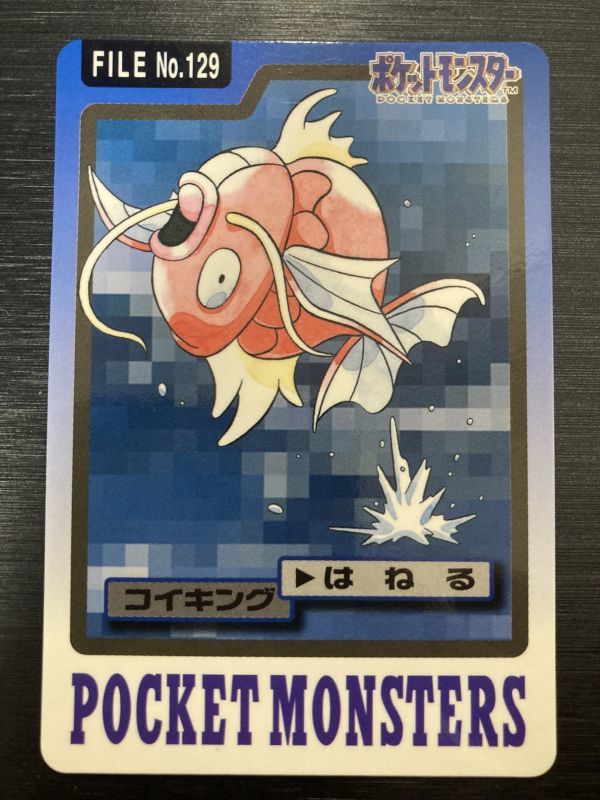 FILE No.129
ポケットモンスター
POCKET MONSTERS
TM
コイキング
▶はねる
POCKET MONSTERS